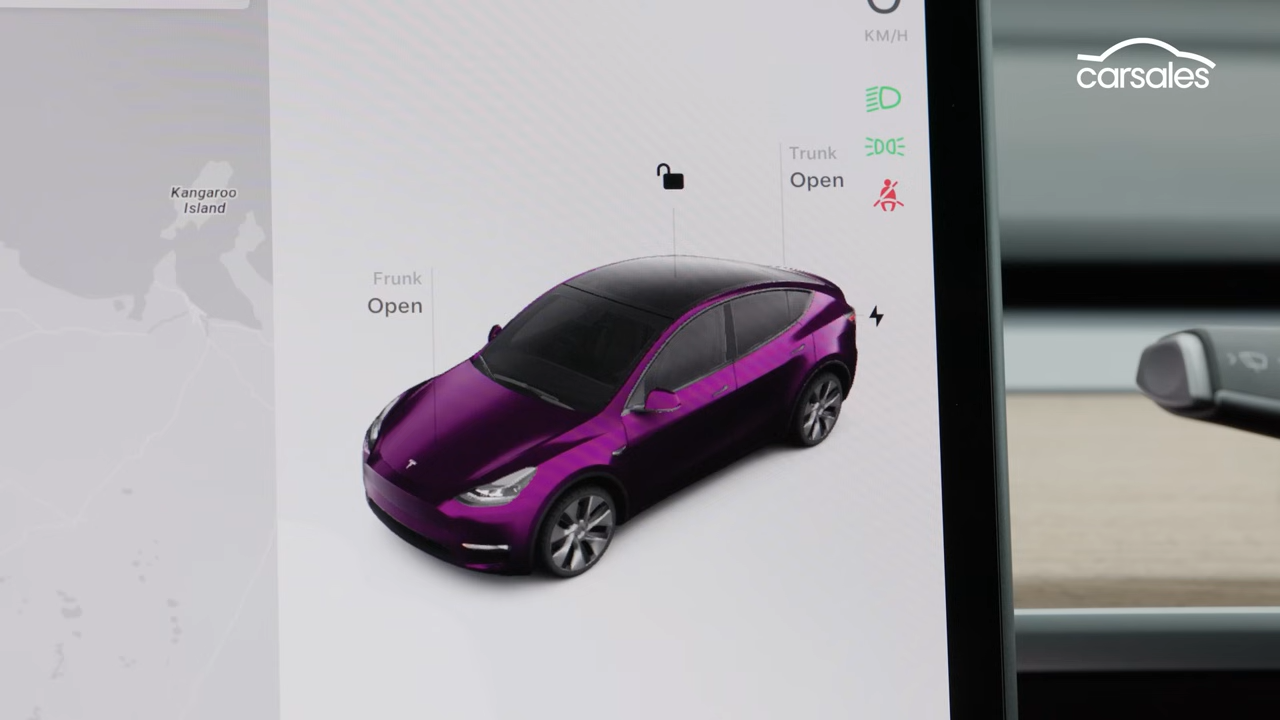 KM/H
carsales
Trunk
Open
Kangaroo
Island
Frunk
Open